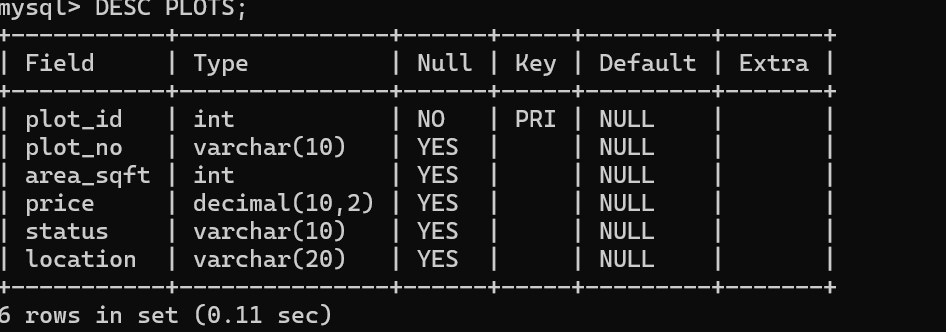 mysql> DESC PLOTS;
+-----------+---------------+------+-----+---------+-------+
| Field     | Type          | Null | Key | Default | Extra |
+-----------+---------------+------+-----+---------+-------+
| plot_id   | int           | NO   | PRI | NULL    |       |
| plot_no   | varchar(10)   | YES  |     | NULL    |       |
| area_sqft | int           | YES  |     | NULL    |       |
| price     | decimal(10,2) | YES  |     | NULL    |       |
| status    | varchar(10)   | YES  |     | NULL    |       |
| location  | varchar(20)   | YES  |     | NULL    |       |
+-----------+---------------+------+-----+---------+-------+
6 rows in set (0.11 sec)